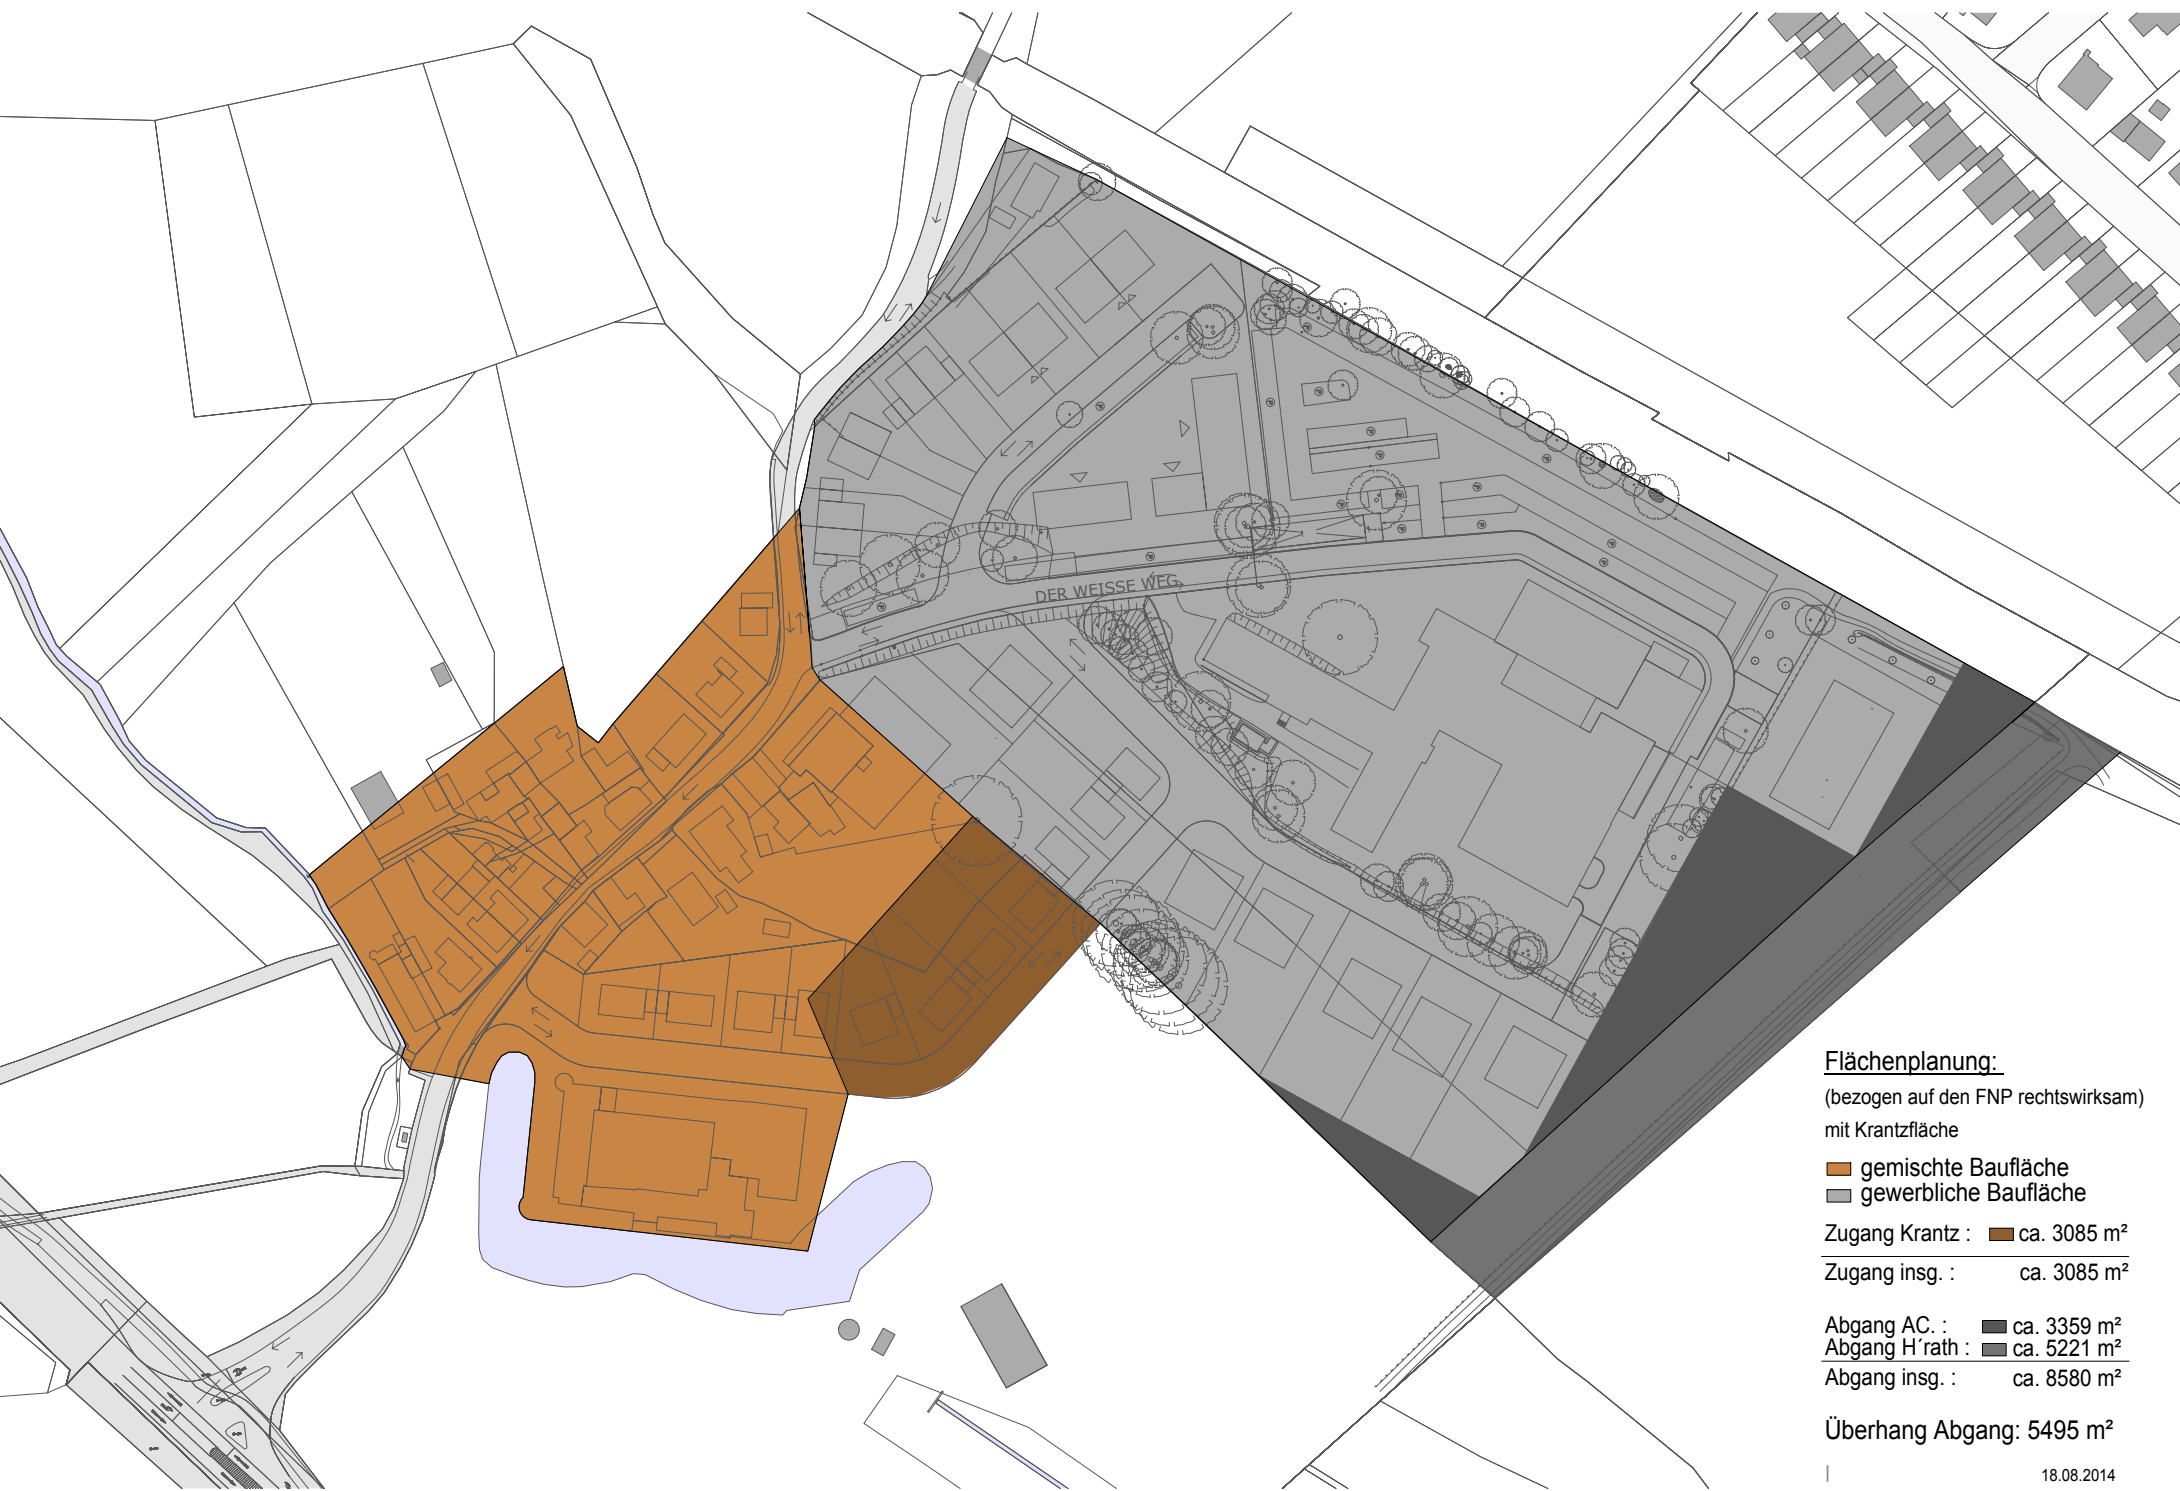 DER WEISSE WEG
Flächenplanung:
(bezogen auf den FNP rechtswirksam)
mit Krantzfläche
gemischte Baufläche
gewerbliche Baufläche
Zugang Krantz : ca. 3085 m²
Zugang insg. : ca. 3085 m²
Abgang AC. : ca. 3359 m²
Abgang H´rath : ca. 5221 m²
Abgang insg. : ca. 8580 m²
Überhang Abgang: 5495 m²
18.08.2014